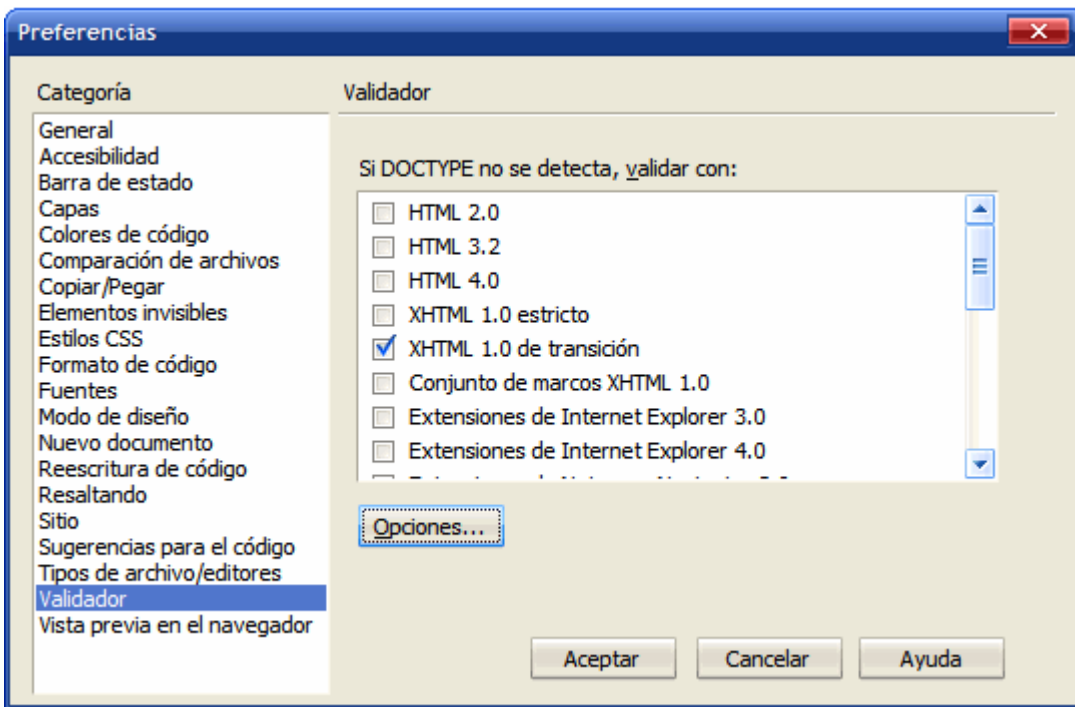 Preferencias
Categoría
General
Accesibilidad
Barra de estado
Capas
Colores de código
Comparación de archivos
Copiar/Pegar
Elementos invisibles
Estilos CSS
Formato de código
Fuentes
Modo de diseño
Nuevo documento
Reescritura de código
Resaltando
Sitio
Sugerencias para el código
Tipos de archivo/editores
Validador
Vista previa en el navegador
Validador
Si DOCTYPE no se detecta, validar con:
HTML 2.0
HTML 3.2
HTML 4.0
XHTML 1.0 estricto
XHTML 1.0 de transición
Conjunto de marcos XHTML 1.0
Extensiones de Internet Explorer 3.0
Extensiones de Internet Explorer 4.0
Opciones...
Aceptar
Cancelar
Ayuda